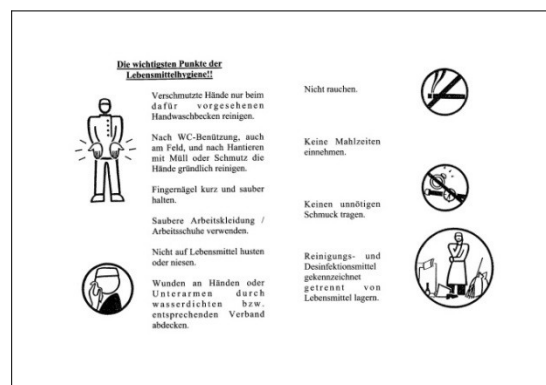 Die wichtigsten Punkte der
Lebensmittelhygiene!!
Verschmutzte Hände nur beim
dafür vorgesehenen
Handwaschbecken reinigen.
Nach WC-Benützung, auch
am Feld, und nach Hantieren
mit Müll oder Schmutz die
Hände gründlich reinigen.
Fingernägel kurz und sauber
halten.
Saubere Arbeitskleidung /
Arbeitsschuhe verwenden.
Nicht auf Lebensmittel husten
oder niesen.
Wunden an Händen oder
Unterarmen durch
wasserdichten bzw.
entsprechenden Verband
abdecken.
Nicht rauchen.
Keine Mahlzeiten
einnehmen.
Keinen unnötigen
Schmuck tragen.
Reinigungs- und
Desinfektionsmittel
gekennzeichnet
getrennt von
Lebensmittel lagern.